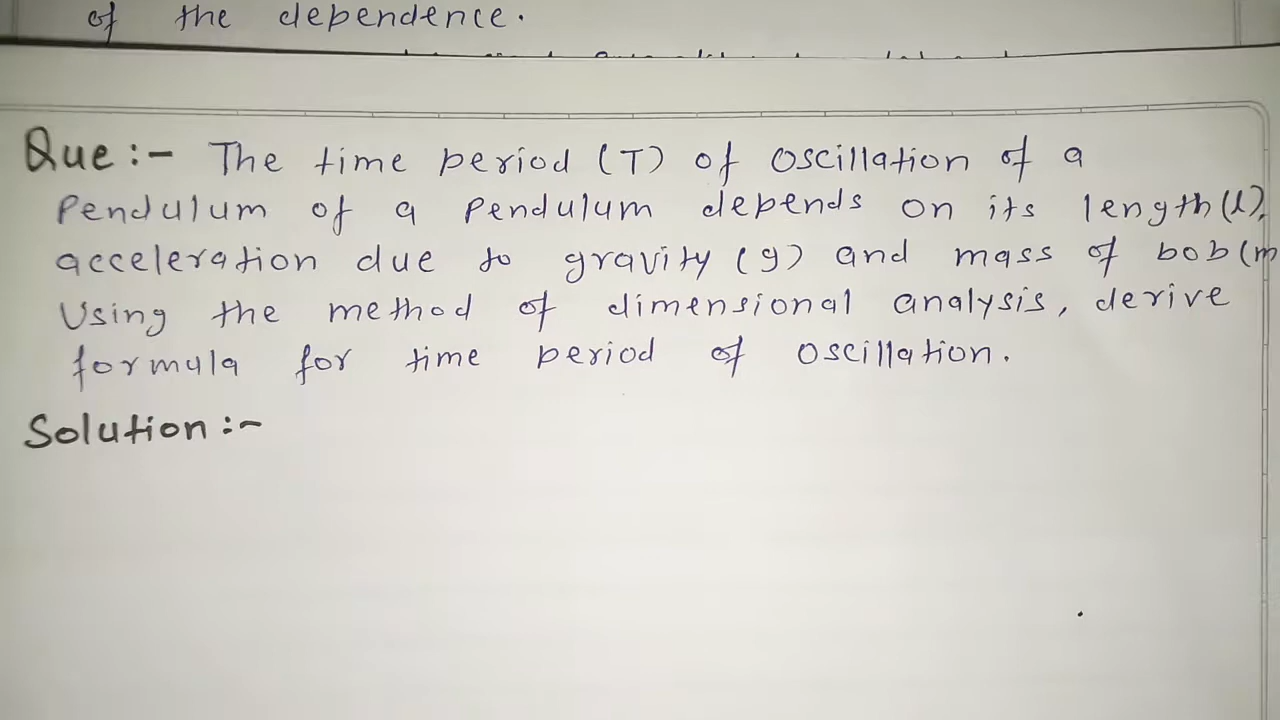 of the dependence.
Que :- The time period (T) of oscillation of a
Pendulum of a pendulum depends on its length (l),
acceleration due to gravity (g) and mass of bob (m
Using the method of dimensional analysis, derive
formula for time period of oscillation.
Solution :-